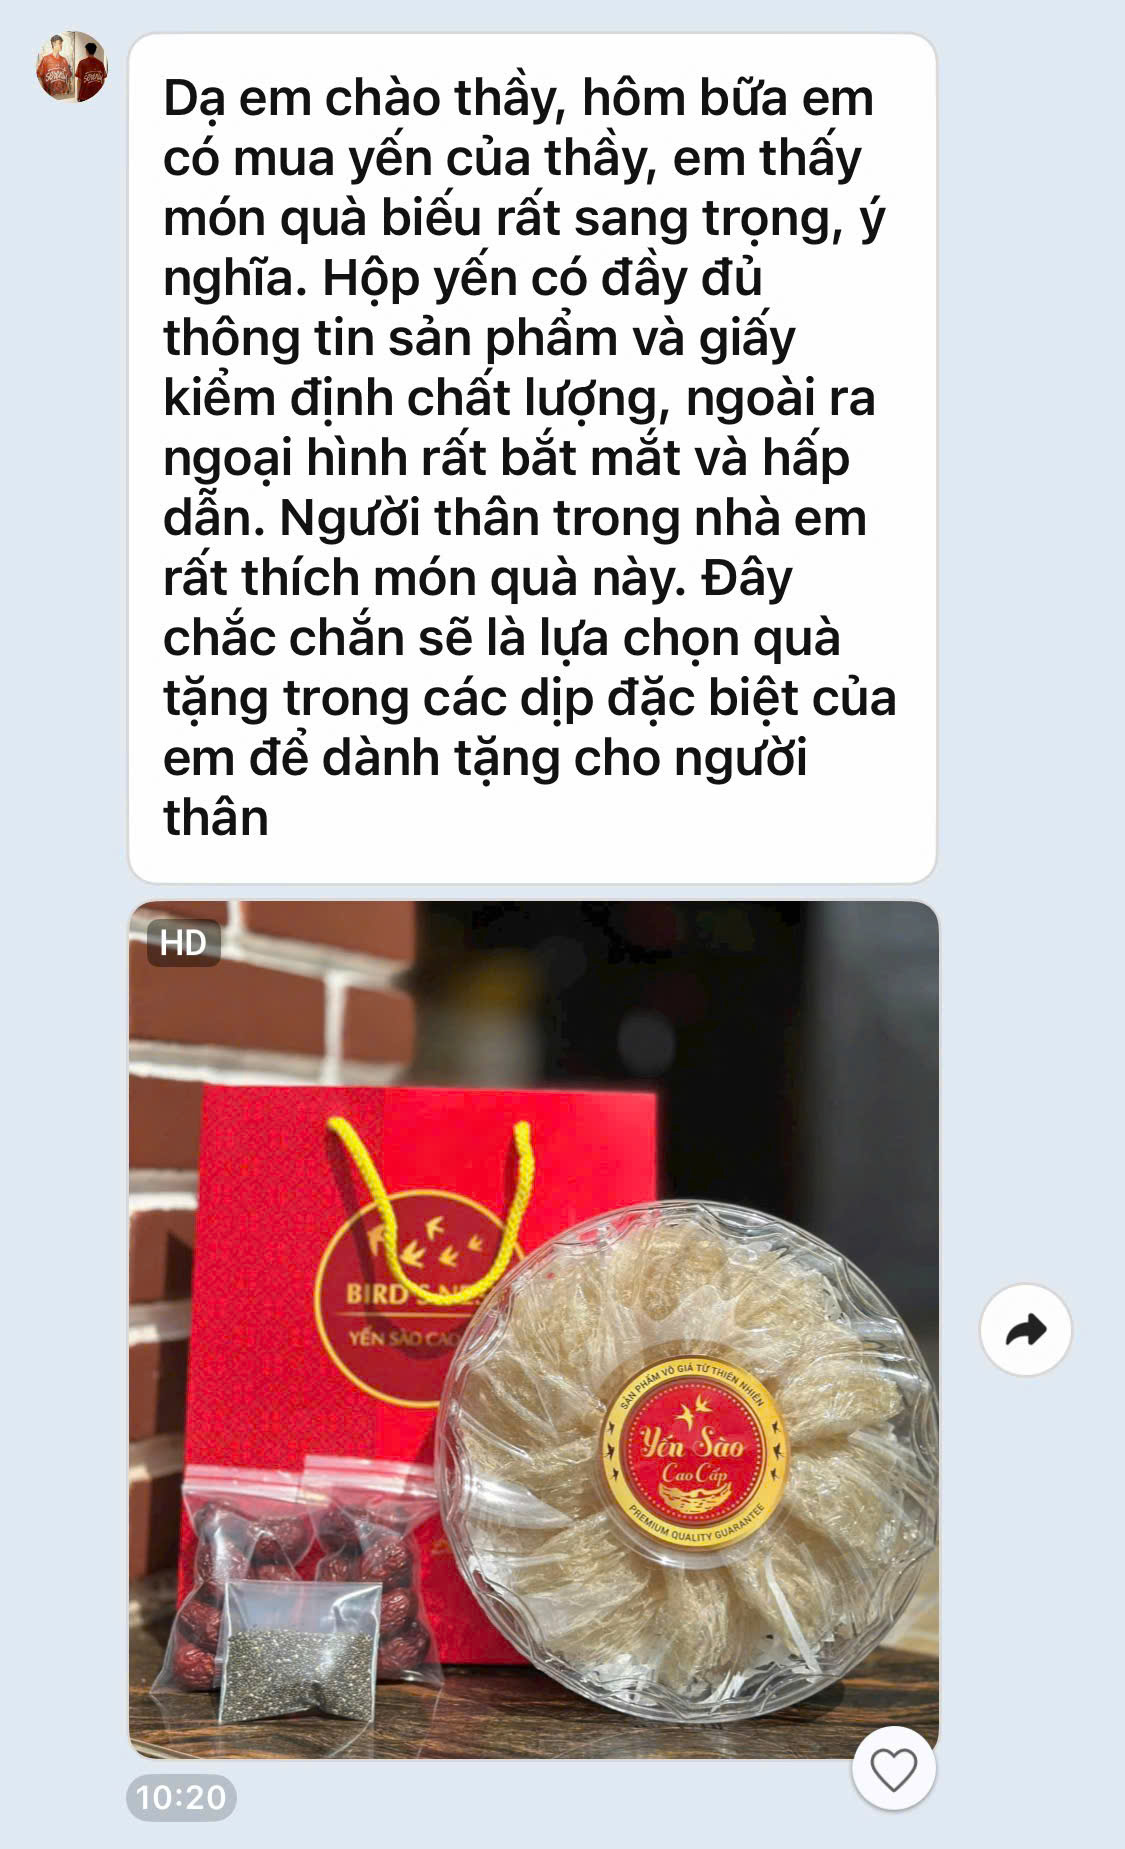 Dạ em chào thầy, hôm bữa em
có mua yến của thầy, em thấy
món quà biếu rất sang trọng, ý
nghĩa. Hộp yến có đầy đủ
thông tin sản phẩm và giấy
kiểm định chất lượng, ngoài ra
ngoại hình rất bắt mắt và hấp
dẫn. Người thân trong nhà em
rất thích món quà này. Đây
chắc chắn sẽ là lựa chọn quà
tặng trong các dịp đặc biệt của
em để dành tặng cho người
thân
HD
BIRD'S
YẾN SÀO CAO
SẢN PHẨM VÔ GIÁ TỪ THIÊN NHIÊN
Yến Sào
Cao Cấp
PREMIUM QUALITY GUARANTEE
10:20